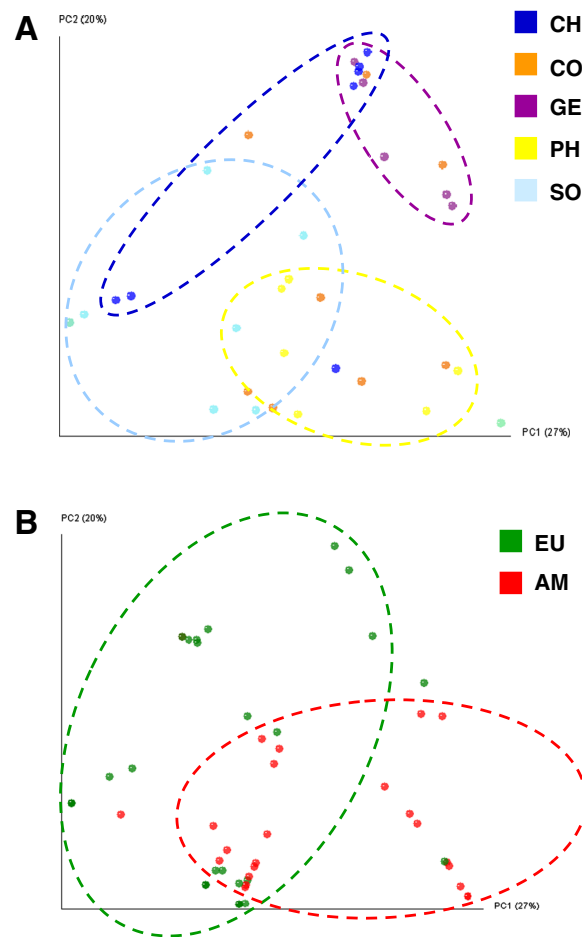 A
PC2 (20%)
CH
CO
GE
PH
SO
PC1 (27%)
B
PC2 (20%)
EU
AM
PC1 (27%)